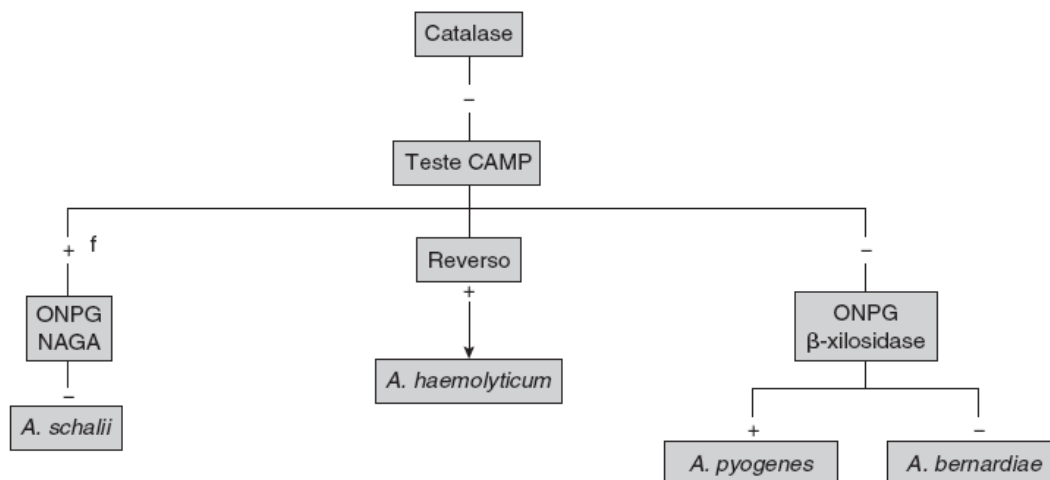 Catalase
–
Teste CAMP
+ f
Reverso
–
+
ONPG
NAGA
ONPG
β-xilosidase
A. haemolyticum
–
A. schalii
+
–
A. pyogenes
A. bernardiae